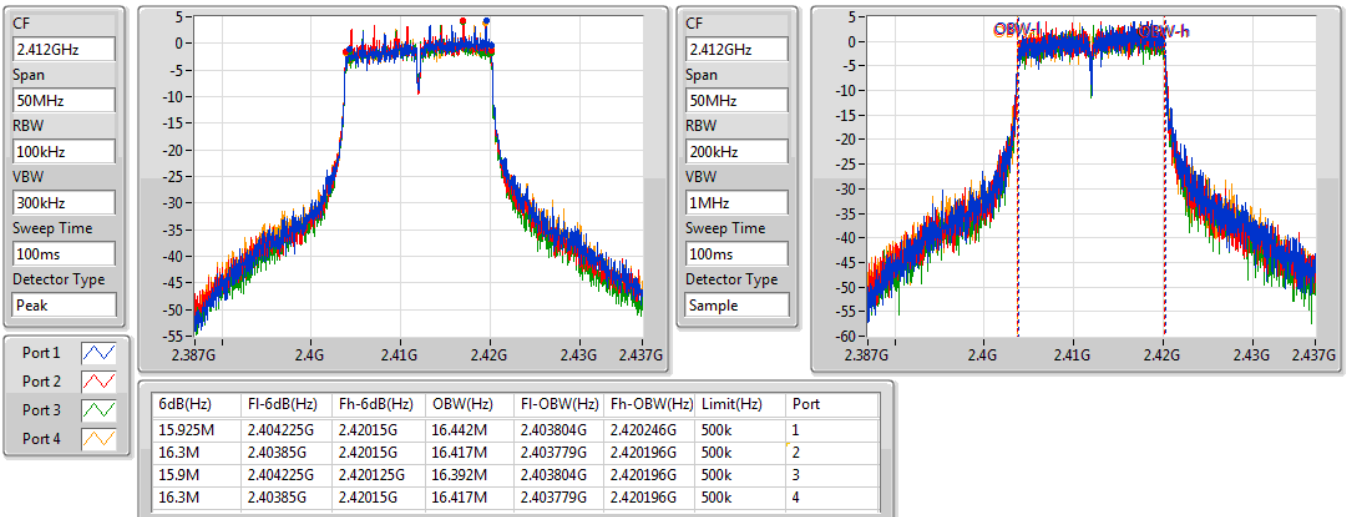 CF
2.412GHz
Span
50MHz
RBW
100kHz
VBW
300kHz
Sweep Time
100ms
Detector Type
Peak
Port 1
Port 2
Port 3
Port 4
5
0
-5
-10
-15
-20
-25
-30
-35
-40
-45
-50
-55
2.387G 2.4G 2.41G 2.42G 2.43G 2.437G
CF
2.412GHz
Span
50MHz
RBW
200kHz
VBW
1MHz
Sweep Time
100ms
Detector Type
Sample
5
0
-5
-10
-15
-20
-25
-30
-35
-40
-45
-50
-55
-60
OBW-l OBW-h
2.387G 2.4G 2.41G 2.42G 2.43G 2.437G
6dB(Hz) Fl-6dB(Hz) Fh-6dB(Hz) OBW(Hz) Fl-OBW(Hz) Fh-OBW(Hz) Limit(Hz) Port
15.925M 2.404225G 2.42015G 16.442M 2.403804G 2.420246G 500k 1
16.3M 2.40385G 2.42015G 16.417M 2.403779G 2.420196G 500k 2
15.9M 2.404225G 2.420125G 16.392M 2.403804G 2.420196G 500k 3
16.3M 2.40385G 2.42015G 16.417M 2.403779G 2.420196G 500k 4